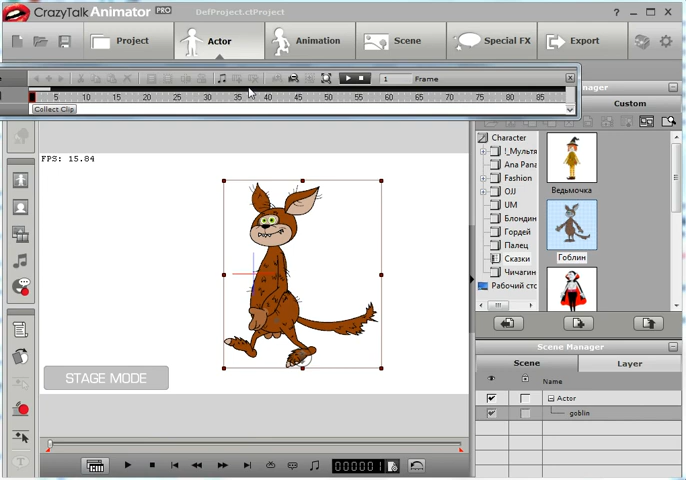 CrazyTalk Animator PRO
DefProject.ctProject
Project
Actor
Animation
Scene
Special FX
Export
1
Frame
5 10 15 20 25 30 35 40 45 50 55 60 65 70 75 80 85
Collect Clip
FPS: 15.84
STAGE MODE
000001
Custom
Character
Ana Pana
Fashion
OJJ
UM
Блондин
Гордей
Палец
Сказки
Чичагин
Рабочий сто
Ведьмочка
Гоблин
Scene Manager
Scene
Layer
Name
Actor
goblin